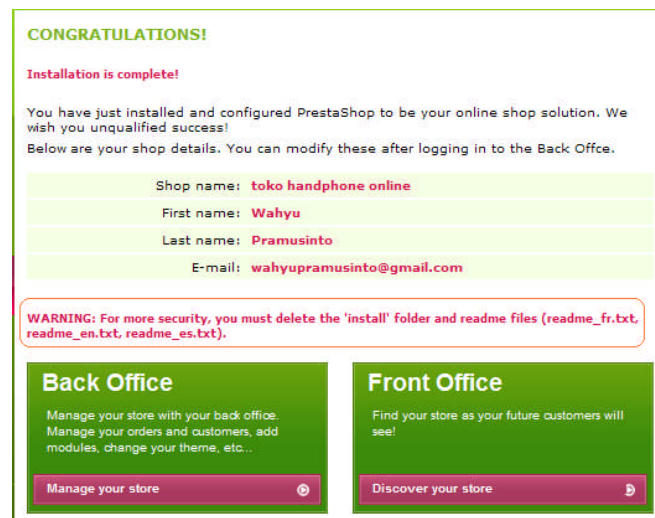 CONGRATULATIONS!
Installation is complete!
You have just installed and configured PrestaShop to be your online shop solution. We
wish you unqualified success!
Below are your shop details. You can modify these after logging in to the Back Offce.
Shop name: toko handphone online
First name: Wahyu
Last name: Pramusinto
E-mail: wahyupramusinto@gmail.com
WARNING: For more security, you must delete the 'install' folder and readme files (readme_fr.txt,
readme_en.txt, readme_es.txt).
Back Office
Manage your store with your back office.
Manage your orders and customers, add
modules, change your theme, etc...
Manage your store
Front Office
Find your store as your future customers will
see!
Discover your store